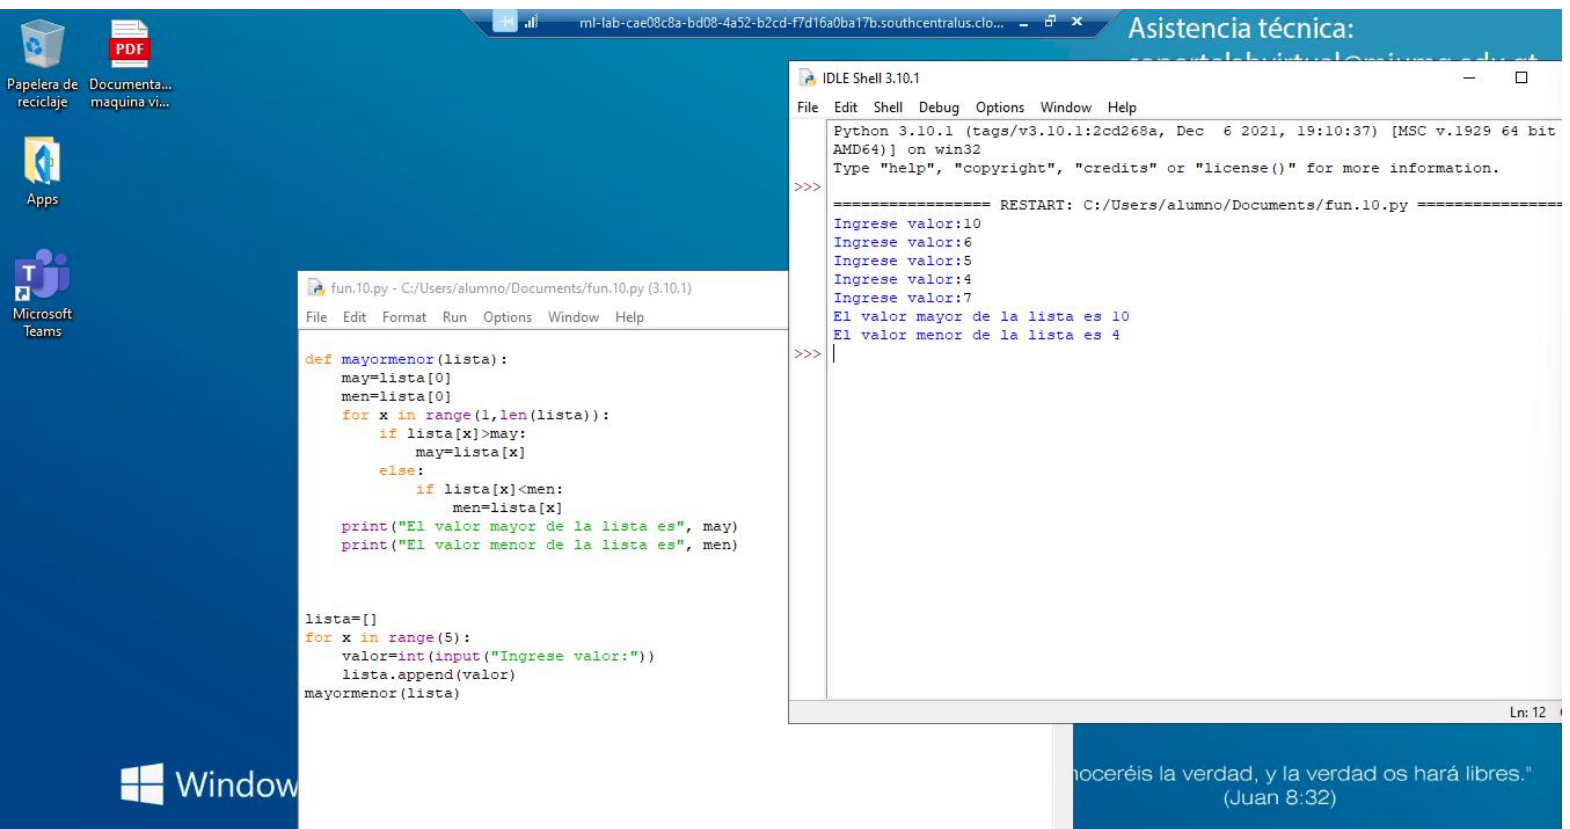 ml-lab-cae08c8a-bd08-4a52-b2cd-f7d16a0ba17b.southcentralus.clo...
Asistencia técnica:
PDF
Papelera de reciclaje
Documenta... maquina vi...
Apps
Microsoft Teams
IDLE Shell 3.10.1
File Edit Shell Debug Options Window Help
Python 3.10.1 (tags/v3.10.1:2cd268a, Dec  6 2021, 19:10:37) [MSC v.1929 64 bit
AMD64)] on win32
Type "help", "copyright", "credits" or "license()" for more information.
>>>
================= RESTART: C:/Users/alumno/Documents/fun.10.py ================
Ingrese valor:10
Ingrese valor:6
Ingrese valor:5
Ingrese valor:4
Ingrese valor:7
El valor mayor de la lista es 10
El valor menor de la lista es 4
>>>
Ln: 12
fun.10.py - C:/Users/alumno/Documents/fun.10.py (3.10.1)
File Edit Format Run Options Window Help
def mayormenor(lista):
    may=lista[0]
    men=lista[0]
    for x in range(1,len(lista)):
        if lista[x]>may:
            may=lista[x]
        else:
            if lista[x]<men:
                men=lista[x]
    print("El valor mayor de la lista es", may)
    print("El valor menor de la lista es", men)
lista=[]
for x in range(5):
    valor=int(input("Ingrese valor:"))
    lista.append(valor)
mayormenor(lista)
Window
noceréis la verdad, y la verdad os hará libres."
(Juan 8:32)